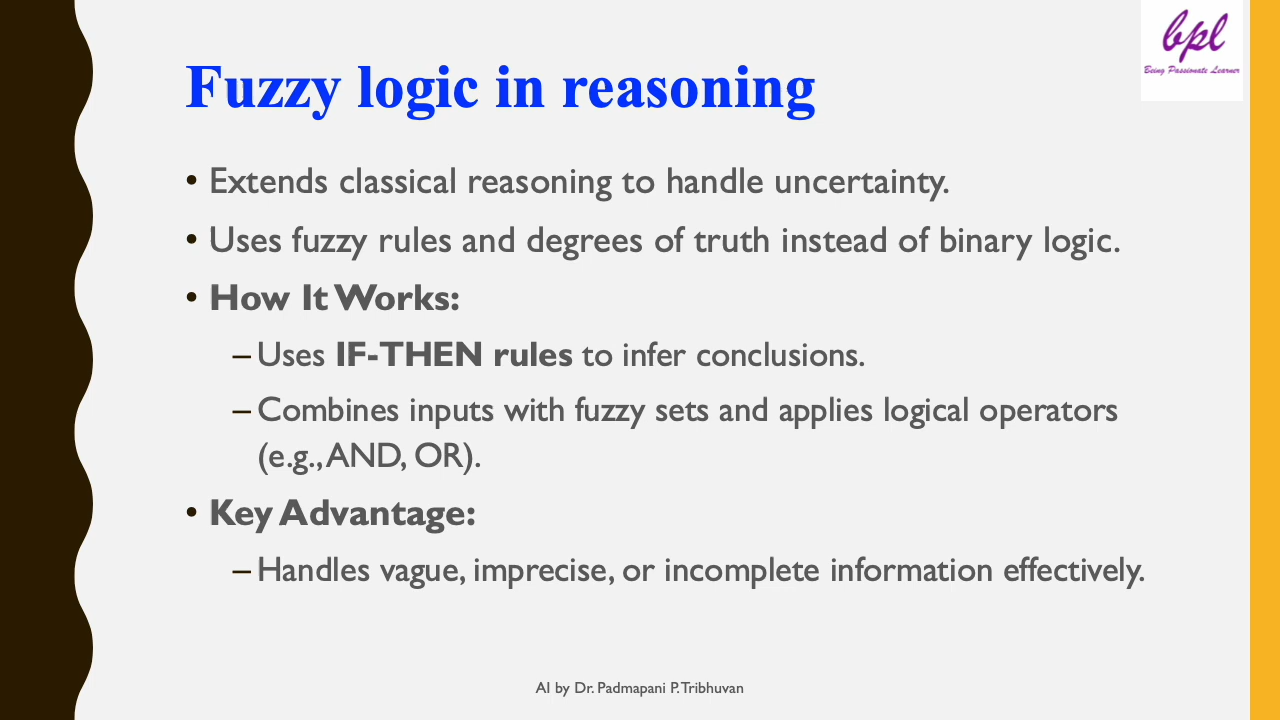 bpl
Being Passionate Learner
Fuzzy logic in reasoning
• Extends classical reasoning to handle uncertainty.
• Uses fuzzy rules and degrees of truth instead of binary logic.
• How It Works:
– Uses IF-THEN rules to infer conclusions.
– Combines inputs with fuzzy sets and applies logical operators
(e.g., AND, OR).
• Key Advantage:
– Handles vague, imprecise, or incomplete information effectively.
AI by Dr. Padmapani P. Tribhuvan